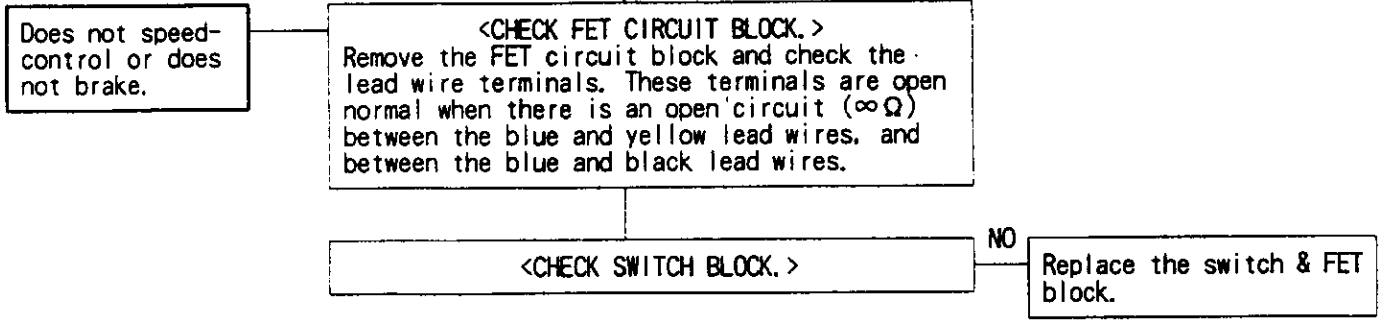 Does not speed-
control or does
not brake.
<CHECK FET CIRCUIT BLOCK.>
Remove the FET circuit block and check the
lead wire terminals. These terminals are open
normal when there is an open circuit (∞Ω)
between the blue and yellow lead wires. and
between the blue and black lead wires.
<CHECK SWITCH BLOCK.>
NO
Replace the switch & FET
block.